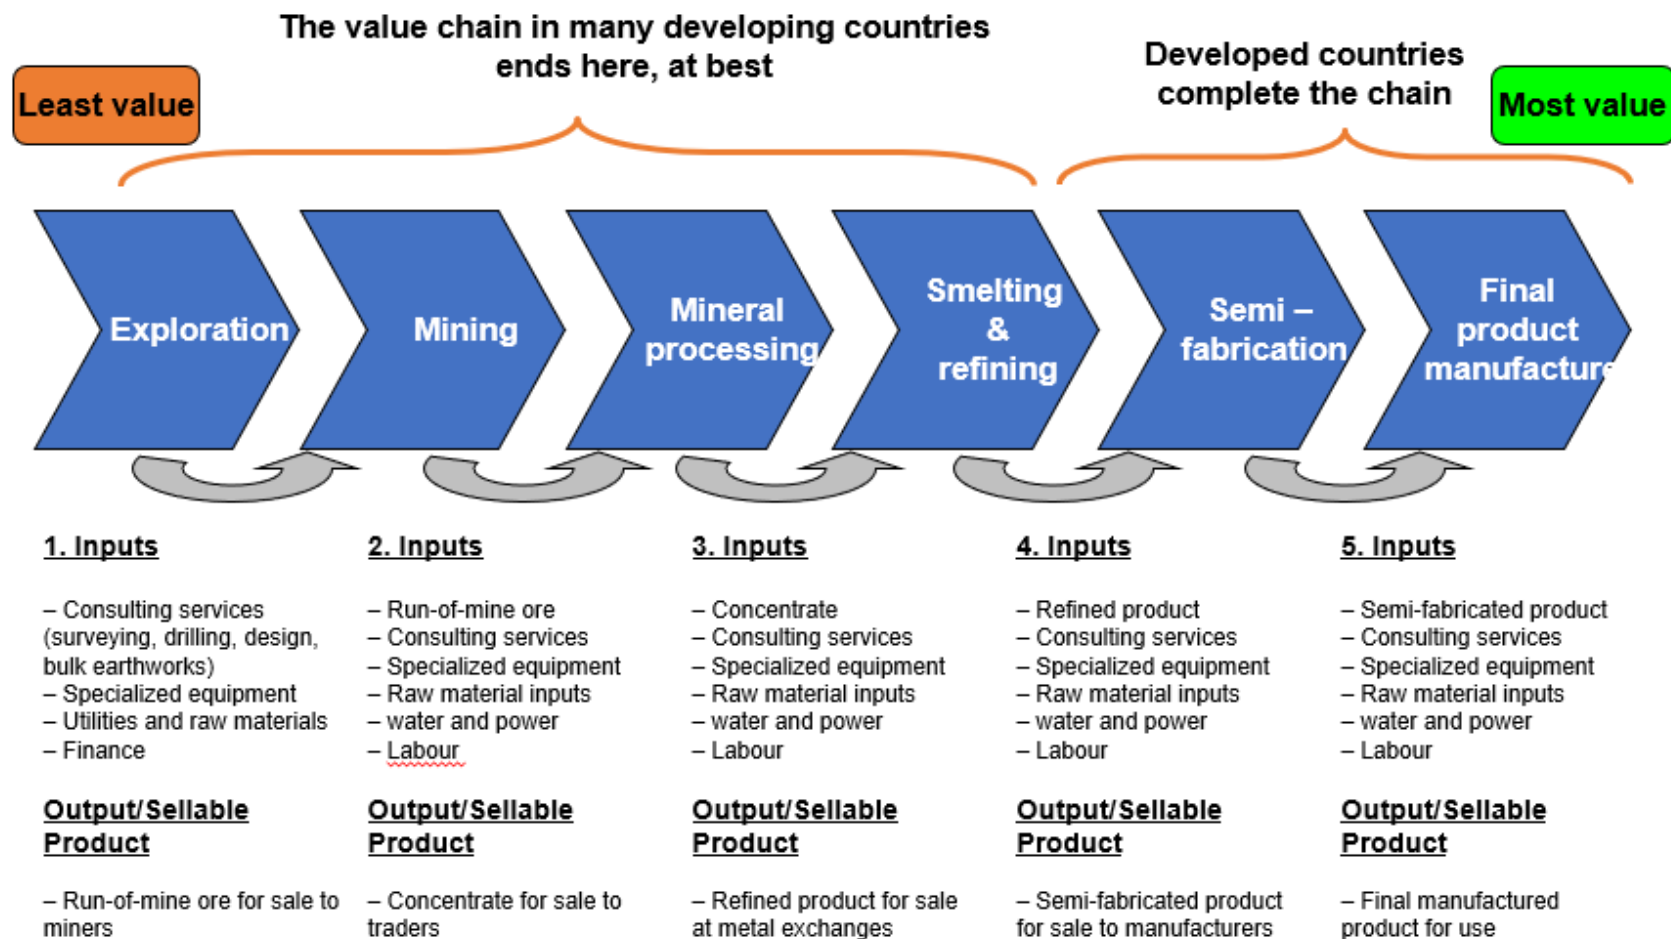 The value chain in many developing countries
ends here, at best
Developed countries
complete the chain
Least value
Most value
Exploration
Mining
Mineral
processing
Smelting
&
refining
Semi –
fabrication
Final
product
manufacture
1. Inputs
– Consulting services
(surveying, drilling, design,
bulk earthworks)
– Specialized equipment
– Utilities and raw materials
– Finance
Output/Sellable
Product
– Run-of-mine ore for sale to
miners
2. Inputs
– Run-of-mine ore
– Consulting services
– Specialized equipment
– Raw material inputs
– water and power
– Labour
Output/Sellable
Product
– Concentrate for sale to
traders
3. Inputs
– Concentrate
– Consulting services
– Specialized equipment
– Raw material inputs
– water and power
– Labour
Output/Sellable
Product
– Refined product for sale
at metal exchanges
4. Inputs
– Refined product
– Consulting services
– Specialized equipment
– Raw material inputs
– water and power
– Labour
Output/Sellable
Product
– Semi-fabricated product
for sale to manufacturers
5. Inputs
– Semi-fabricated product
– Consulting services
– Specialized equipment
– Raw material inputs
– water and power
– Labour
Output/Sellable
Product
– Final manufactured
product for use